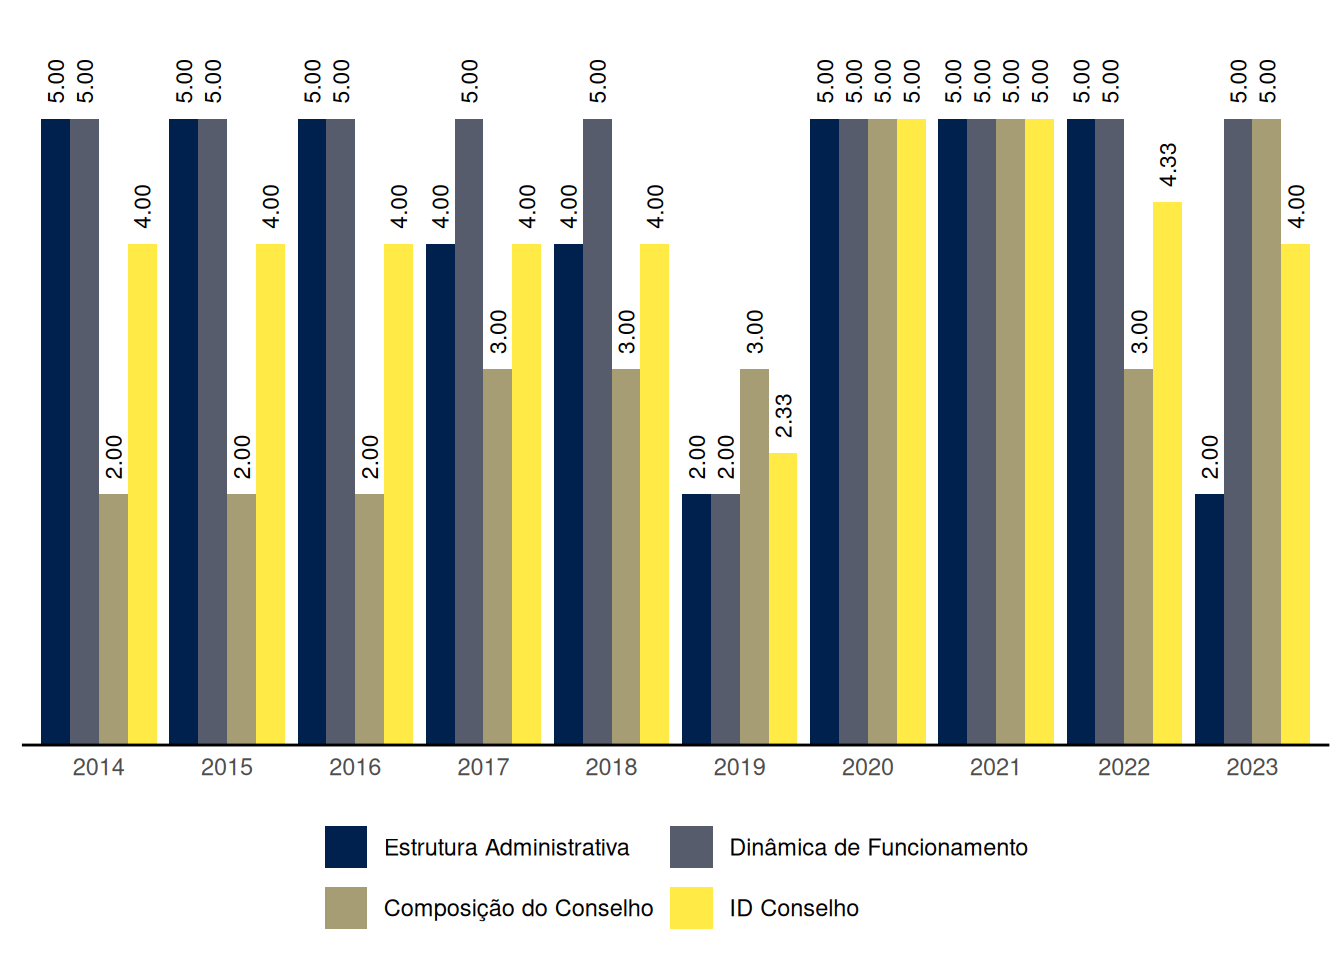 5.00 5.00 2.00 4.00
5.00 5.00 2.00 4.00
5.00 5.00 2.00 4.00
4.00 5.00 3.00 4.00
4.00 5.00 3.00 4.00
2.00 2.00 3.00 2.33
5.00 5.00 5.00 5.00
5.00 5.00 5.00 5.00
5.00 5.00 3.00 4.33
2.00 5.00 5.00 4.00
2014 2015 2016 2017 2018 2019 2020 2021 2022 2023
Estrutura Administrativa Dinâmica de Funcionamento
Composição do Conselho ID Conselho